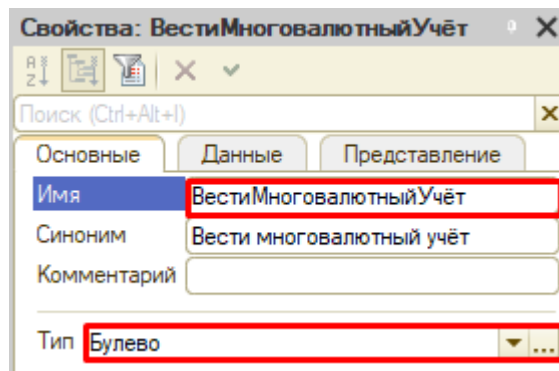 Свойства: ВестиМноговалютныйУчёт
Поиск (Ctrl+Alt+I)
Основные Данные Представление
Имя ВестиМноговалютныйУчёт
Синоним Вести многовалютный учёт
Комментарий
Тип Булево ...